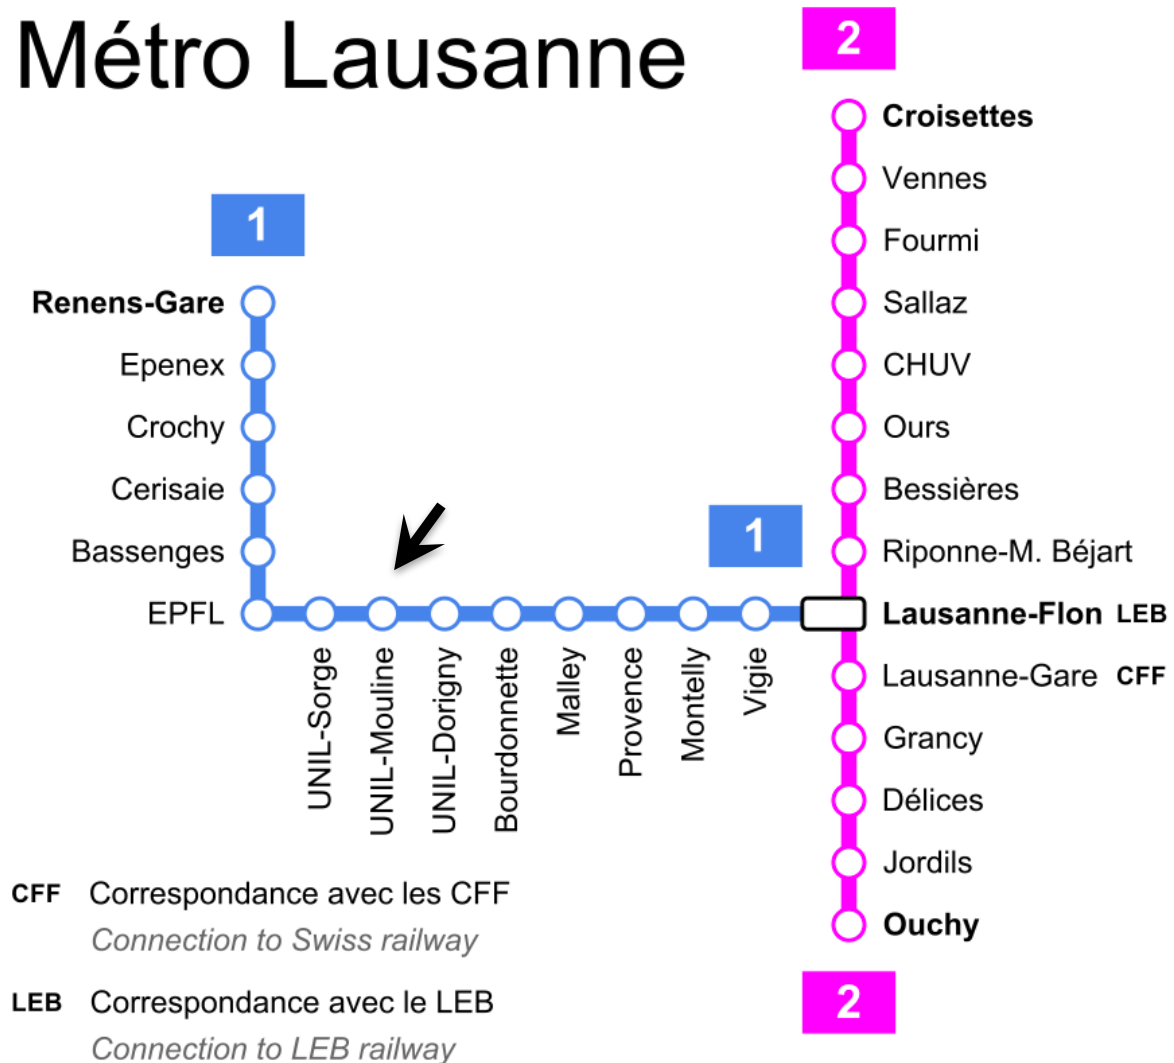 Métro Lausanne
2
Croisettes
Vennes
Fourmi
Sallaz
CHUV
Ours
Bessières
Riponne-M. Béjart
Lausanne-Flon LEB
Lausanne-Gare CFF
Grancy
Délices
Jordils
Ouchy
2
1
Renens-Gare
Epenex
Crochy
Cerisaie
Bassenges
EPFL
UNIL-Sorge
UNIL-Mouline
UNIL-Dorigny
Bourdonnette
Malley
Provence
Montelly
Vigie
1
CFF Correspondance avec les CFF
Connection to Swiss railway
LEB Correspondance avec le LEB
Connection to LEB railway